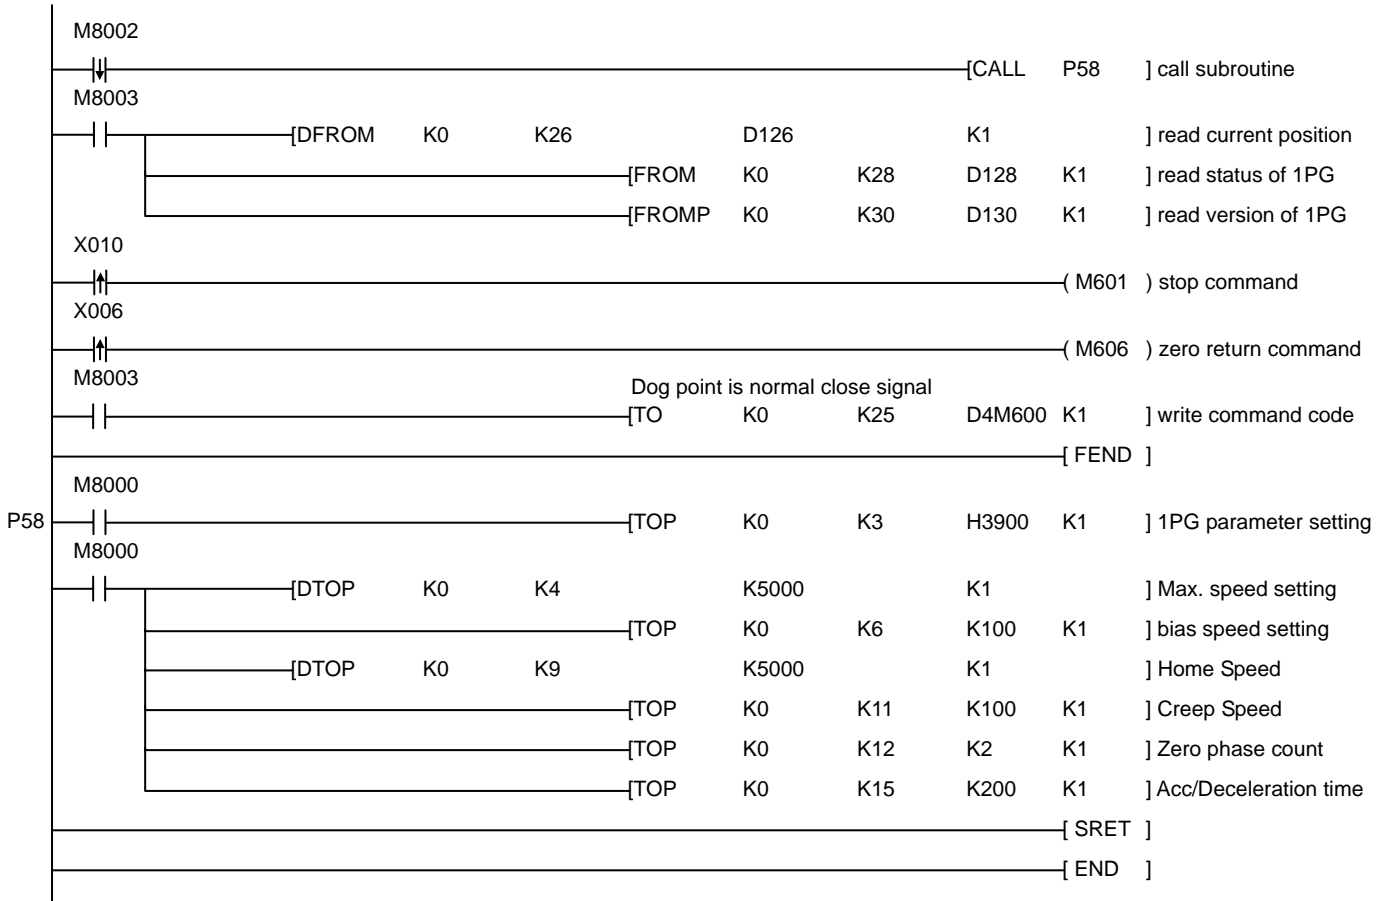 M8002
[CALL P58 ] call subroutine
M8003
[DFROM K0 K26 D126 K1 ] read current position
[FROM K0 K28 D128 K1 ] read status of 1PG
[FROMP K0 K30 D130 K1 ] read version of 1PG
X010
( M601 ) stop command
X006
( M606 ) zero return command
M8003
Dog point is normal close signal
[TO K0 K25 D4M600 K1 ] write command code
[ FEND ]
M8000
P58 [TOP K0 K3 H3900 K1 ] 1PG parameter setting
M8000
[DTOP K0 K4 K5000 K1 ] Max. speed setting
[TOP K0 K6 K100 K1 ] bias speed setting
[DTOP K0 K9 K5000 K1 ] Home Speed
[TOP K0 K11 K100 K1 ] Creep Speed
[TOP K0 K12 K2 K1 ] Zero phase count
[TOP K0 K15 K200 K1 ] Acc/Deceleration time
[ SRET ]
[ END ]